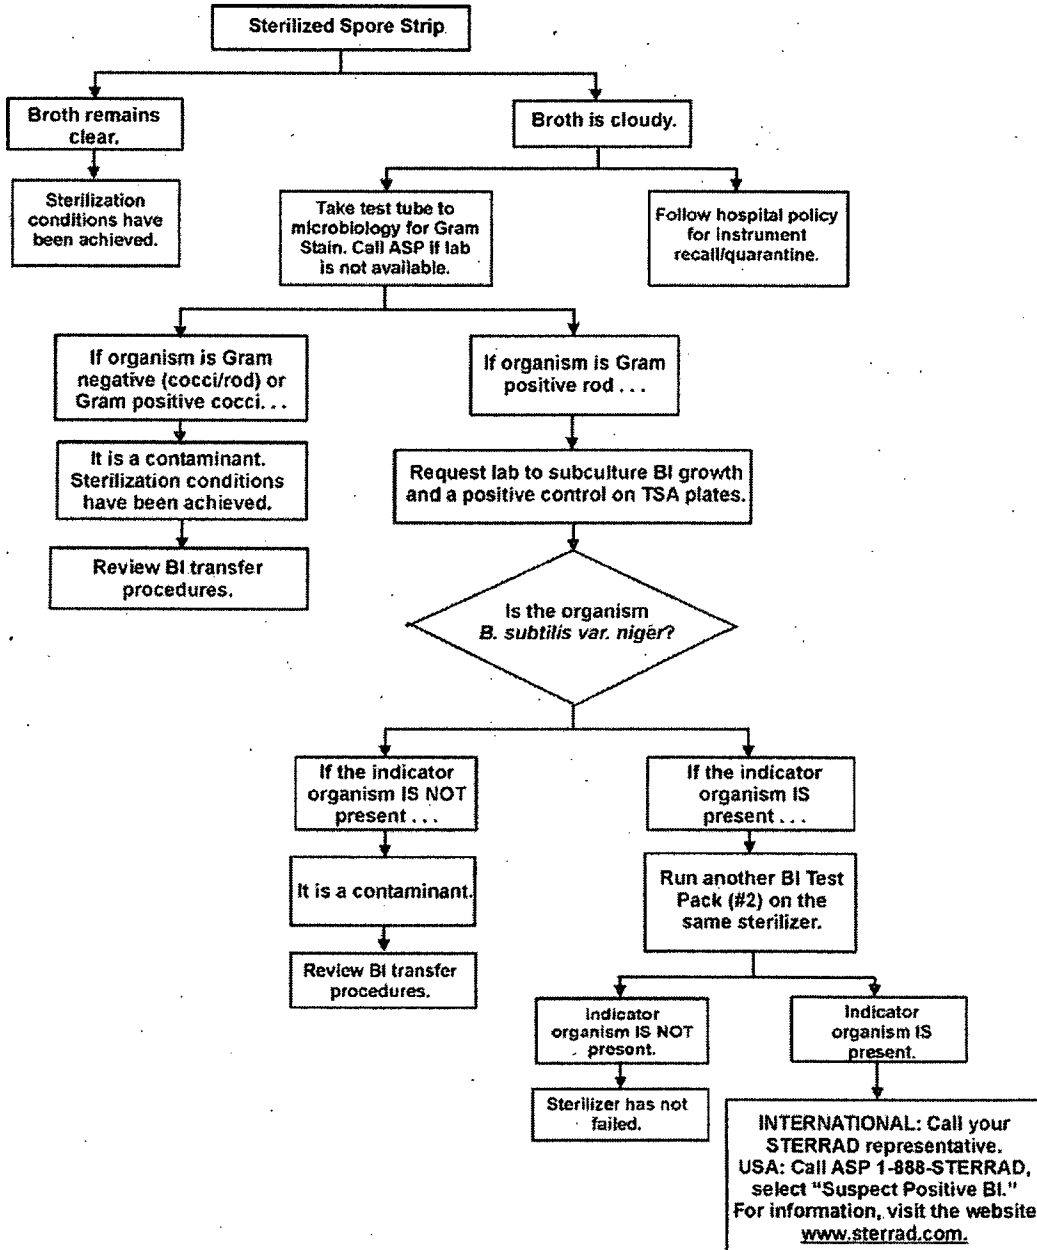 Sterilized Spore Strip
Broth remains
clear.
Broth is cloudy.
Sterilization
conditions have
been achieved.
Take test tube to
microbiology for Gram
Stain. Call ASP if lab
is not available.
Follow hospital policy
for instrument
recall/quarantine.
If organism is Gram
negative (cocci/rod) or
Gram positive cocci. . .
If organism is Gram
positive rod . . .
It is a contaminant.
Sterilization conditions
have been achieved.
Request lab to subculture BI growth
and a positive control on TSA plates.
Review BI transfer
procedures.
Is the organism
B. subtilis var. niger?
If the indicator
organism IS NOT
present . . .
If the indicator
organism IS
present . . .
It is a contaminant.
Run another BI Test
Pack (#2) on the
same sterilizer.
Review BI transfer
procedures.
Indicator
organism IS NOT
present.
Indicator
organism IS
present.
Sterilizer has not
failed.
INTERNATIONAL: Call your
STERRAD representative.
USA: Call ASP 1-888-STERRAD,
select "Suspect Positive BI."
For information, visit the website
www.sterrad.com.